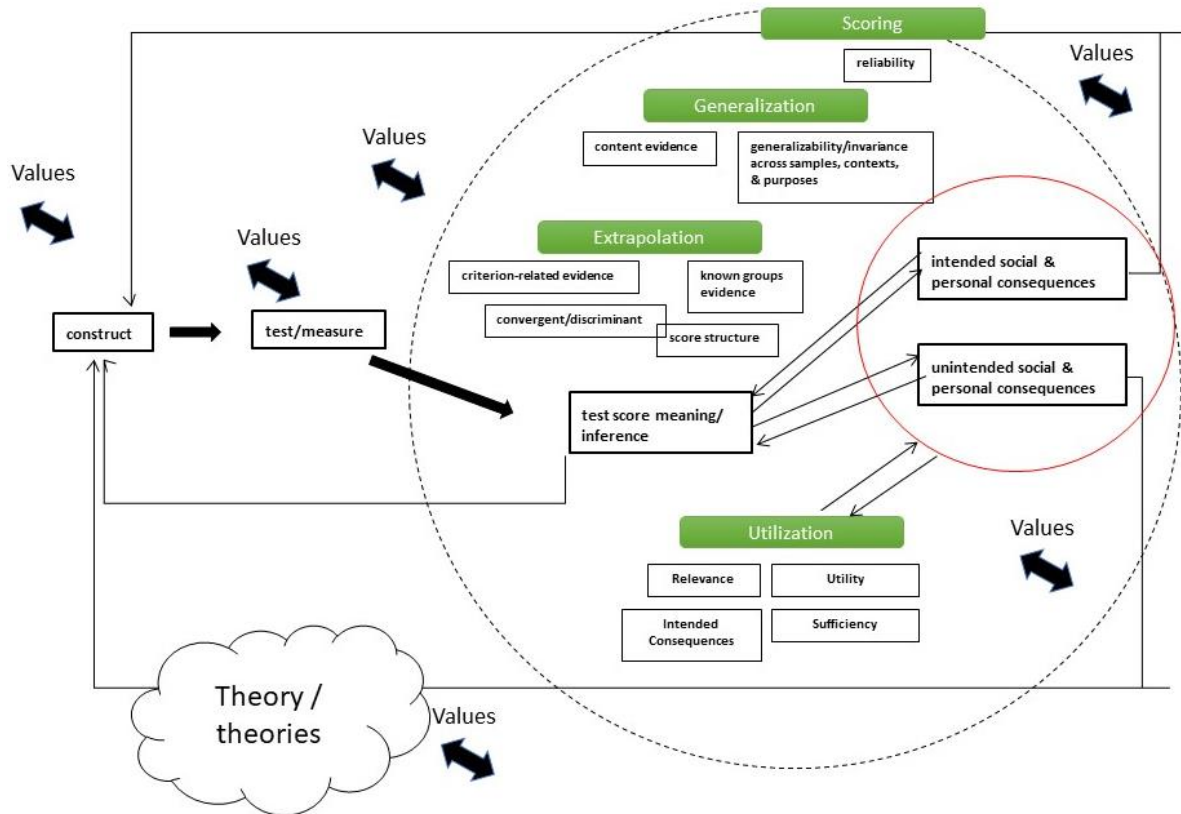 Scoring
Values
reliability
Generalization
Values
content evidence
generalizability/invariance
across samples, contexts,
& purposes
Values
Values
Extrapolation
criterion-related evidence
known groups
evidence
intended social &
personal consequences
convergent/discriminant
score structure
construct
test/measure
unintended social &
personal consequences
test score meaning/
inference
Utilization
Values
Relevance
Utility
Intended
Consequences
Sufficiency
Theory /
theories
Values